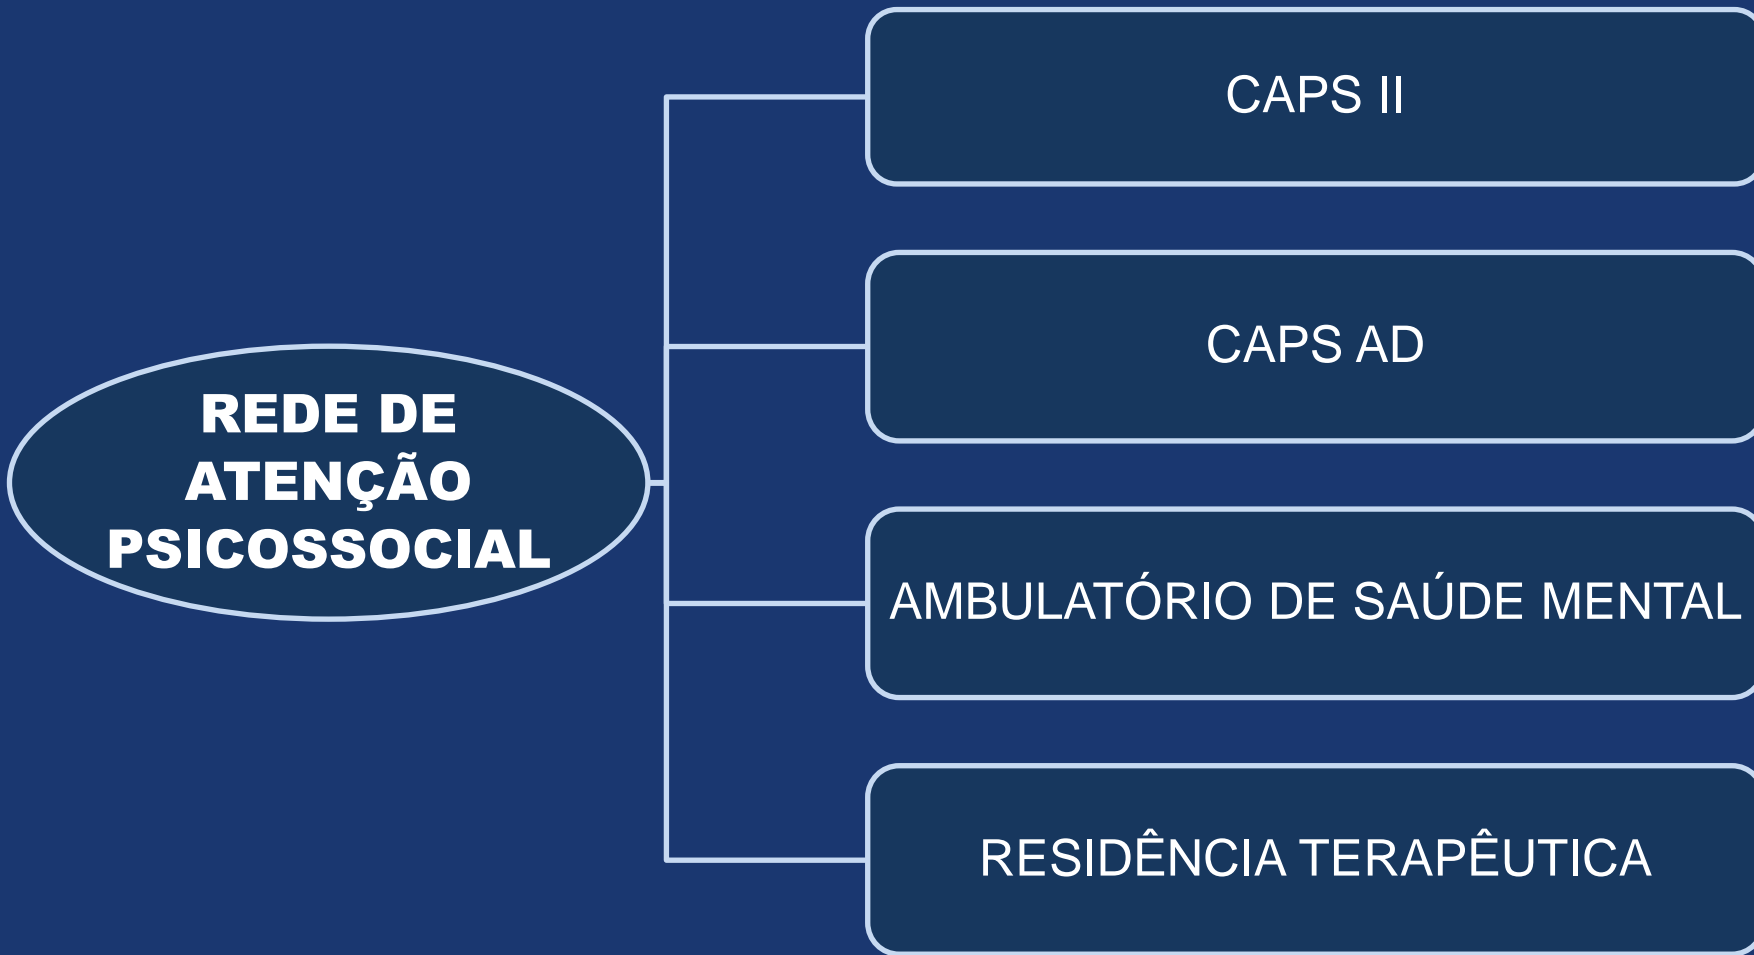 REDE DE
ATENÇÃO
PSICOSSOCIAL
CAPS II
CAPS AD
AMBULATÓRIO DE SAÚDE MENTAL
RESIDÊNCIA TERAPÊUTICA